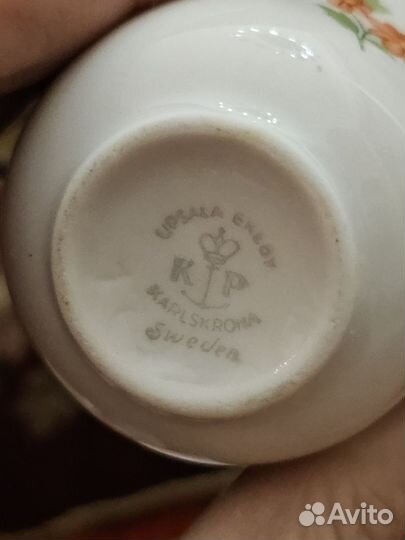 UPSALA EKEBY
K P
KARLSKRONA
Sweden
Avito